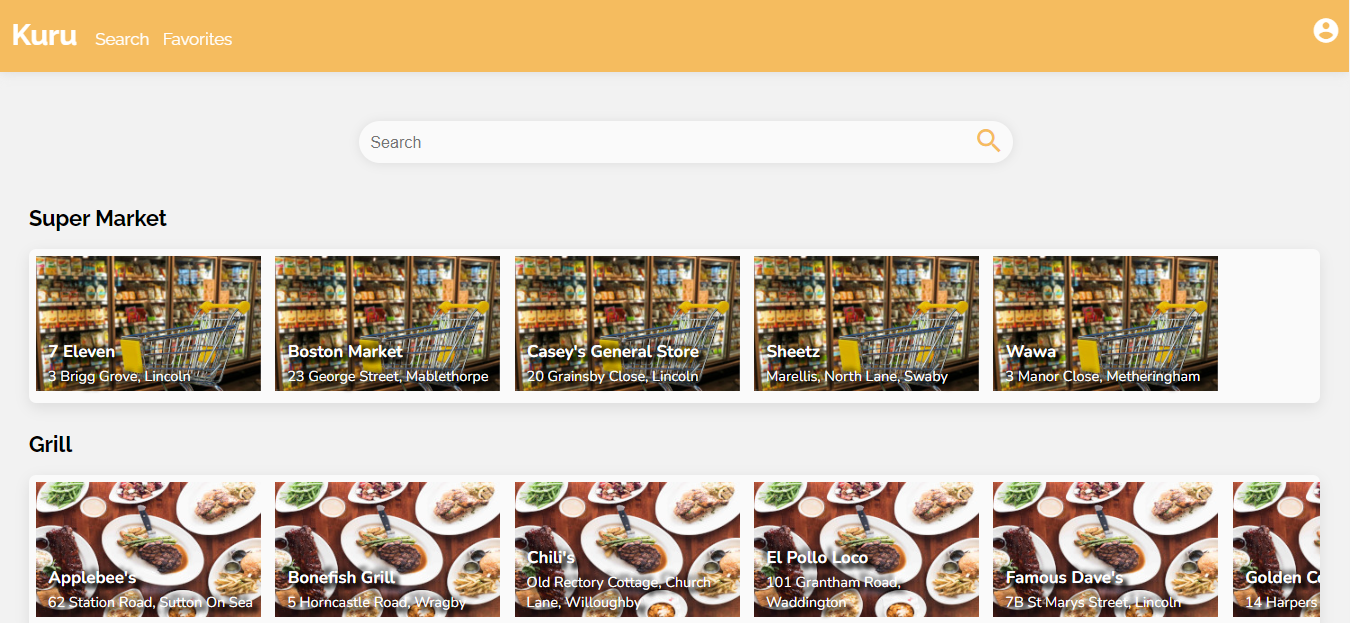 Kuru Search Favorites
Search
Super Market
7 Eleven
3 Brigg Grove, Lincoln
Boston Market
23 George Street, Mablethorpe
Casey's General Store
20 Grainsby Close, Lincoln
Sheetz
Marellis, North Lane, Swaby
Wawa
3 Manor Close, Metheringham
Grill
Applebee's
62 Station Road, Sutton On Sea
Bonefish Grill
5 Horncastle Road, Wragby
Chili's
Old Rectory Cottage, Church
Lane, Willoughby
El Pollo Loco
101 Grantham Road,
Waddington
Famous Dave's
7B St Marys Street, Lincoln
Golden
14 Harpers